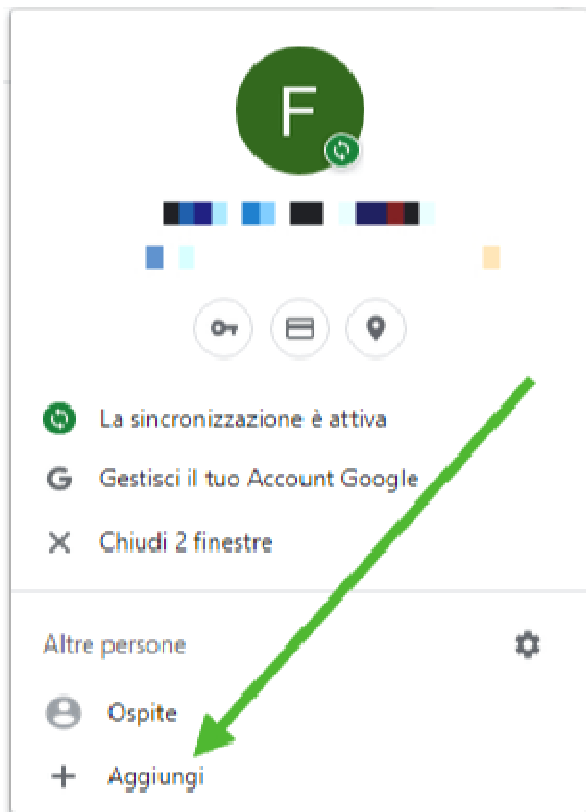 F
La sincronizzazione è attiva
Gestisci il tuo Account Google
Chiudi 2 finestre
Altre persone
Ospite
Aggiungi